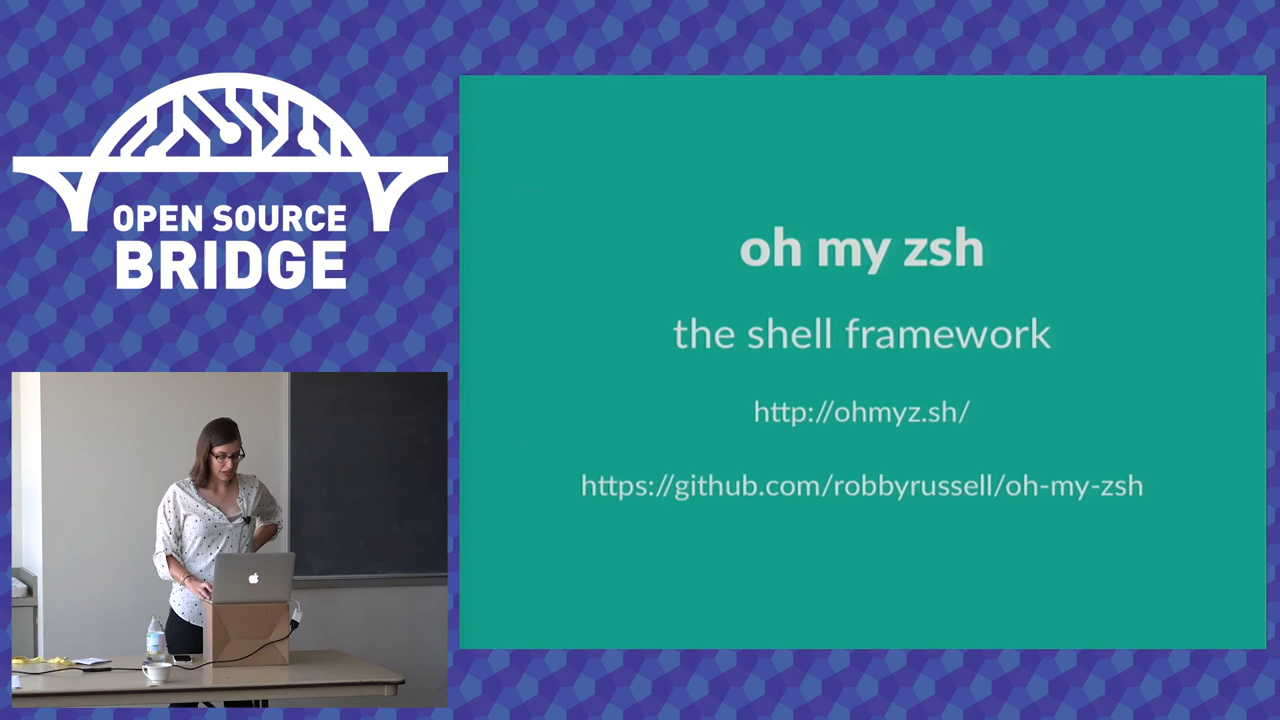 OPEN SOURCE
BRIDGE
oh my zsh
the shell framework
http://ohmyz.sh/
https://github.com/robbyrussell/oh-my-zsh